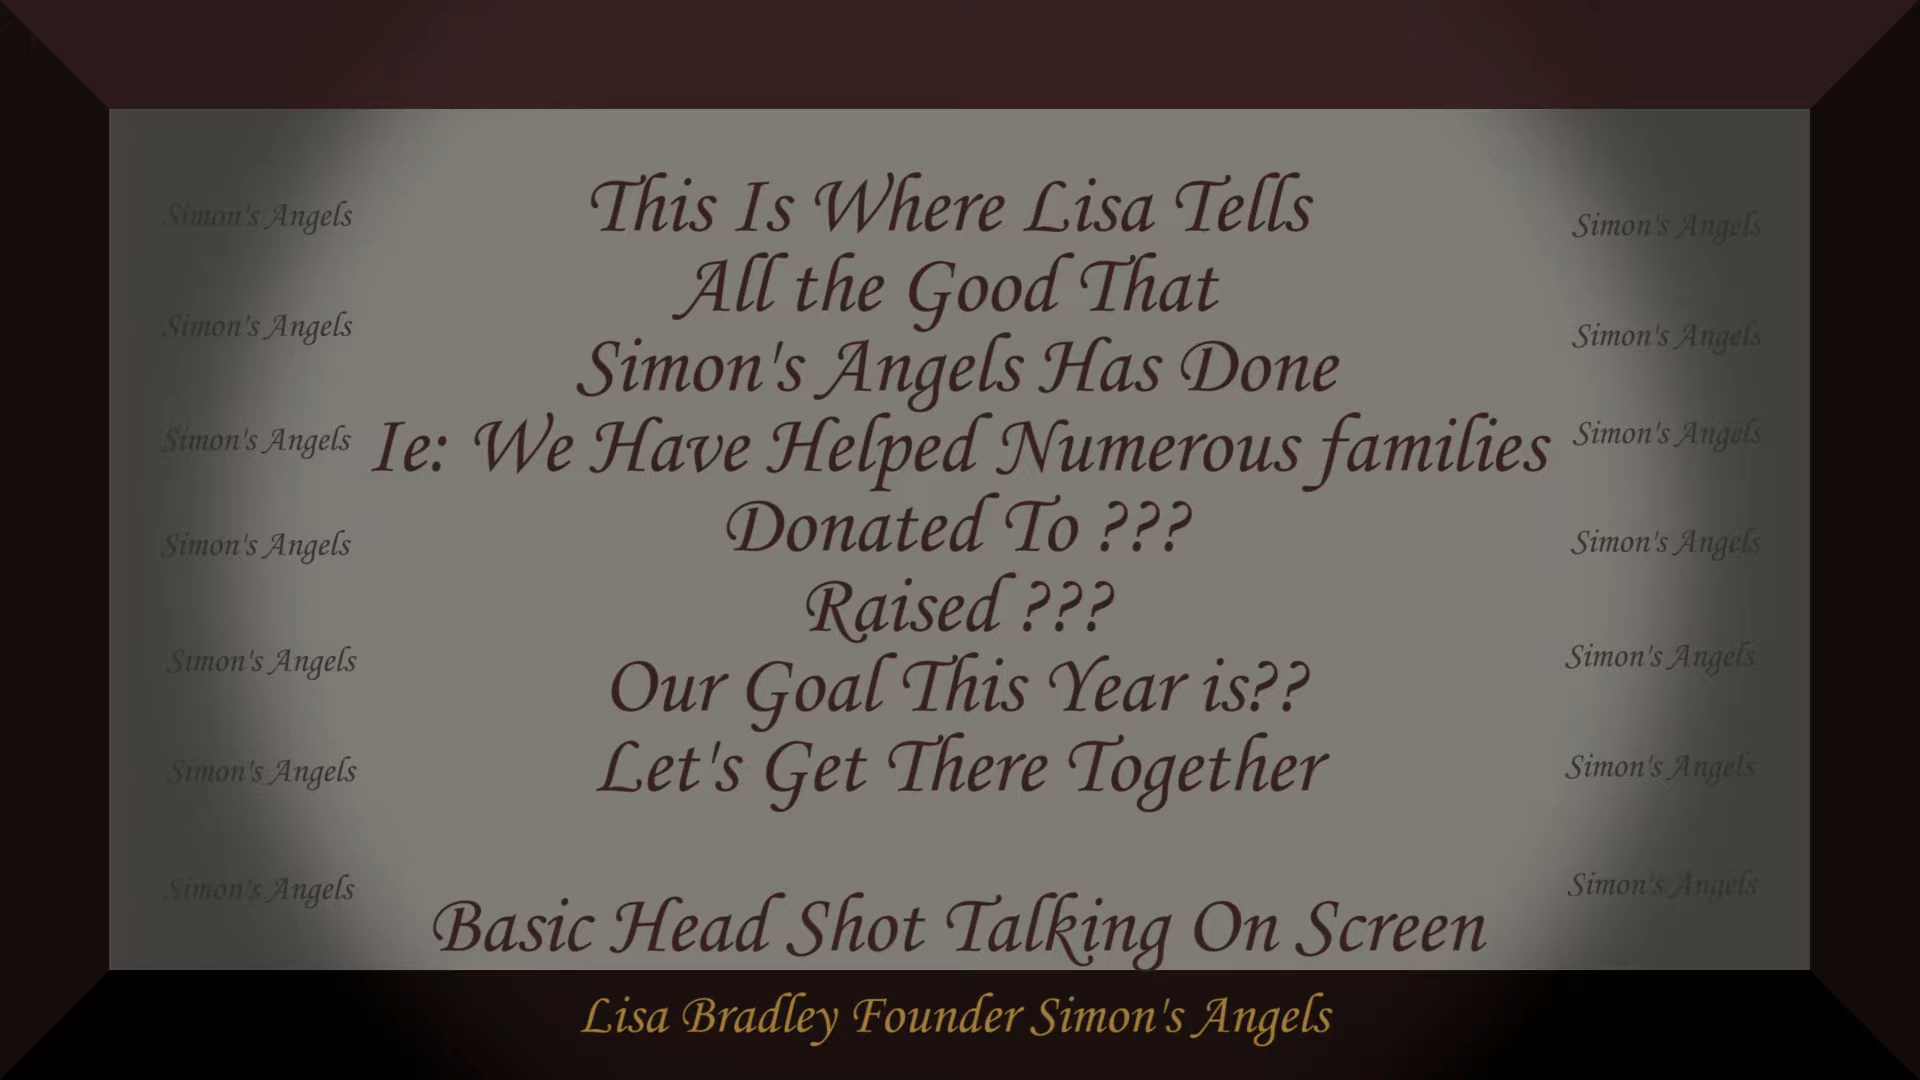 This Is Where Lisa Tells
All the Good That
Simon's Angels Has Done
Ie: We Have Helped Numerous families
Donated To ???
Raised ???
Our Goal This Year is??
Let's Get There Together
Basic Head Shot Talking On Screen
Lisa Bradley Founder Simon's Angels
Simon's Angels
Simon's Angels
Simon's Angels
Simon's Angels
Simon's Angels
Simon's Angels
Simon's Angels
Simon's Angels
Simon's Angels
Simon's Angels
Simon's Angels
Simon's Angels
Simon's Angels
Simon's Angels